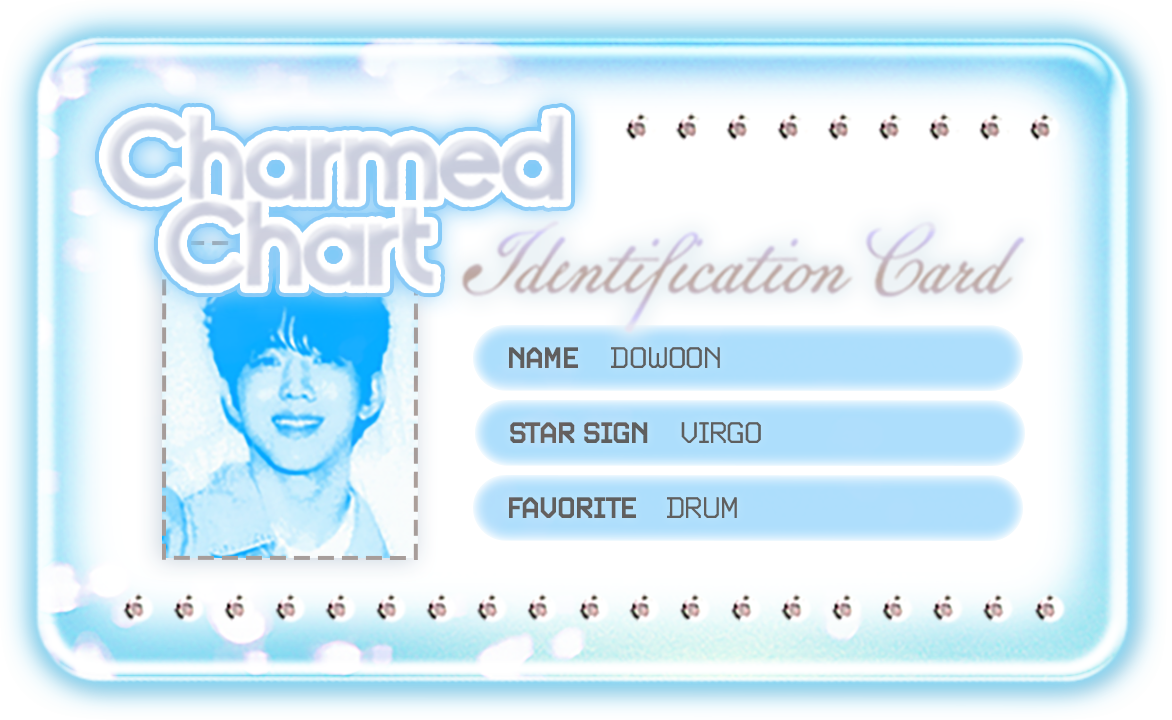 Charmed
Chart
Identification Card
NAME DOWOON
STAR SIGN VIRGO
FAVORITE DRUM